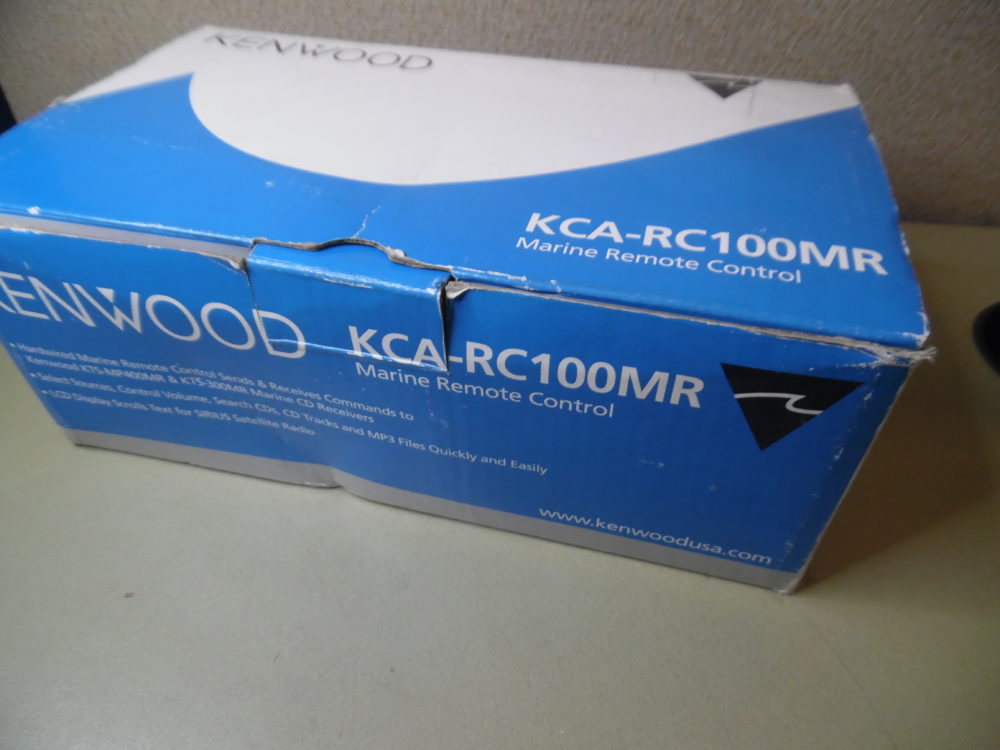 KENWOOD
KCA-RC100MR
Marine Remote Control
KENWOOD
KCA-RC100MR
Marine Remote Control
• Hardwired Marine Remote Control Sends & Receives Commands to
Kenwood KTS-MP400MR & KTS-300MR Marine CD Receivers
• Select Sources, Control Volume, Search CDs, CD Tracks and MP3 Files Quickly and Easily
• LCD Display Scrolls Text for SIRIUS Satellite Radio
www.kenwoodusa.com